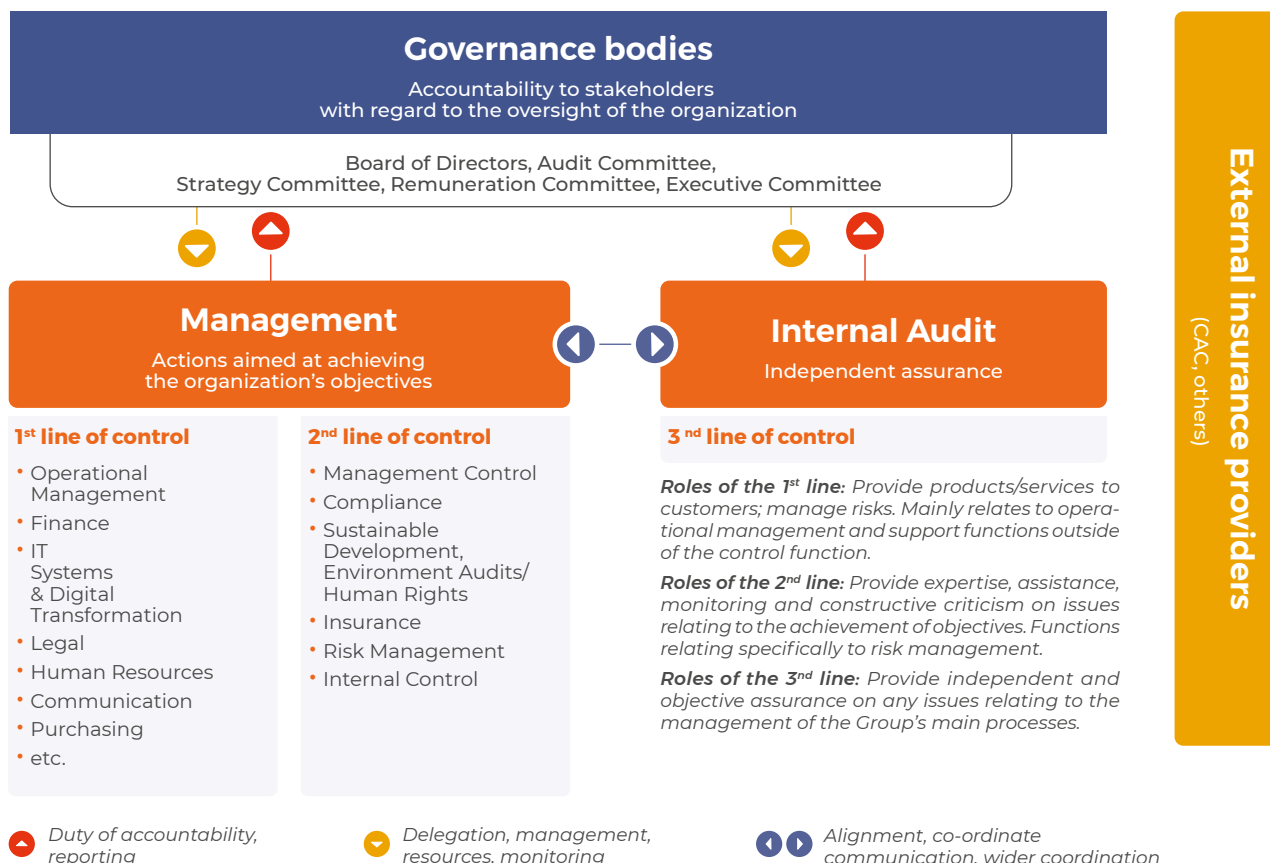 Governance bodies
Accountability to stakeholders
with regard to the oversight of the organization
Board of Directors, Audit Committee,
Strategy Committee, Remuneration Committee, Executive Committee
Management
Actions aimed at achieving
the organization's objectives
Internal Audit
Independent assurance
1st line of control
• Operational
Management
• Finance
• IT
Systems
& Digital
Transformation
• Legal
• Human Resources
• Communication
• Purchasing
• etc.
2nd line of control
• Management Control
• Compliance
• Sustainable
Development,
Environment Audits/
Human Rights
• Insurance
• Risk Management
• Internal Control
3 nd line of control
Roles of the 1st line: Provide products/services to
customers; manage risks. Mainly relates to opera-
tional management and support functions outside
of the control function.
Roles of the 2nd line: Provide expertise, assistance,
monitoring and constructive criticism on issues
relating to the achievement of objectives. Functions
relating specifically to risk management.
Roles of the 3nd line: Provide independent and
objective assurance on any issues relating to the
management of the Group's main processes.
External insurance providers
(CAC, others)
Duty of accountability,
reporting
Delegation, management,
resources, monitoring
Alignment, co-ordinate
communication, wider coordination